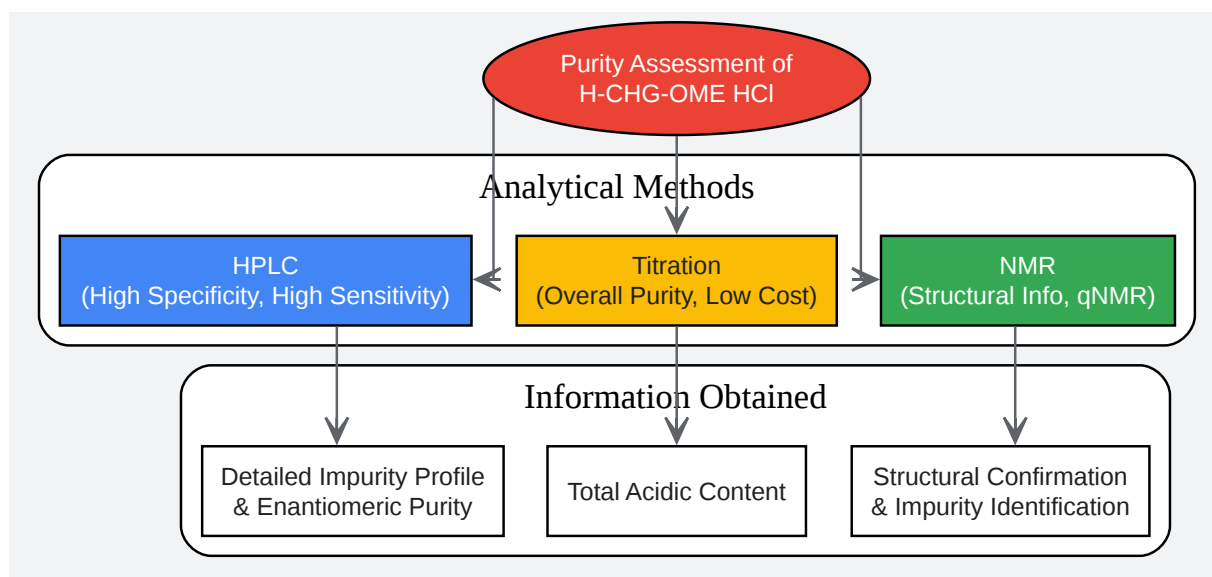 Purity Assessment of
H-CHG-OME HCl
Analytical Methods
HPLC
(High Specificity, High Sensitivity)
Titration
(Overall Purity, Low Cost)
NMR
(Structural Info, qNMR)
Information Obtained
Detailed Impurity Profile
& Enantiomeric Purity
Total Acidic Content
Structural Confirmation
& Impurity Identification